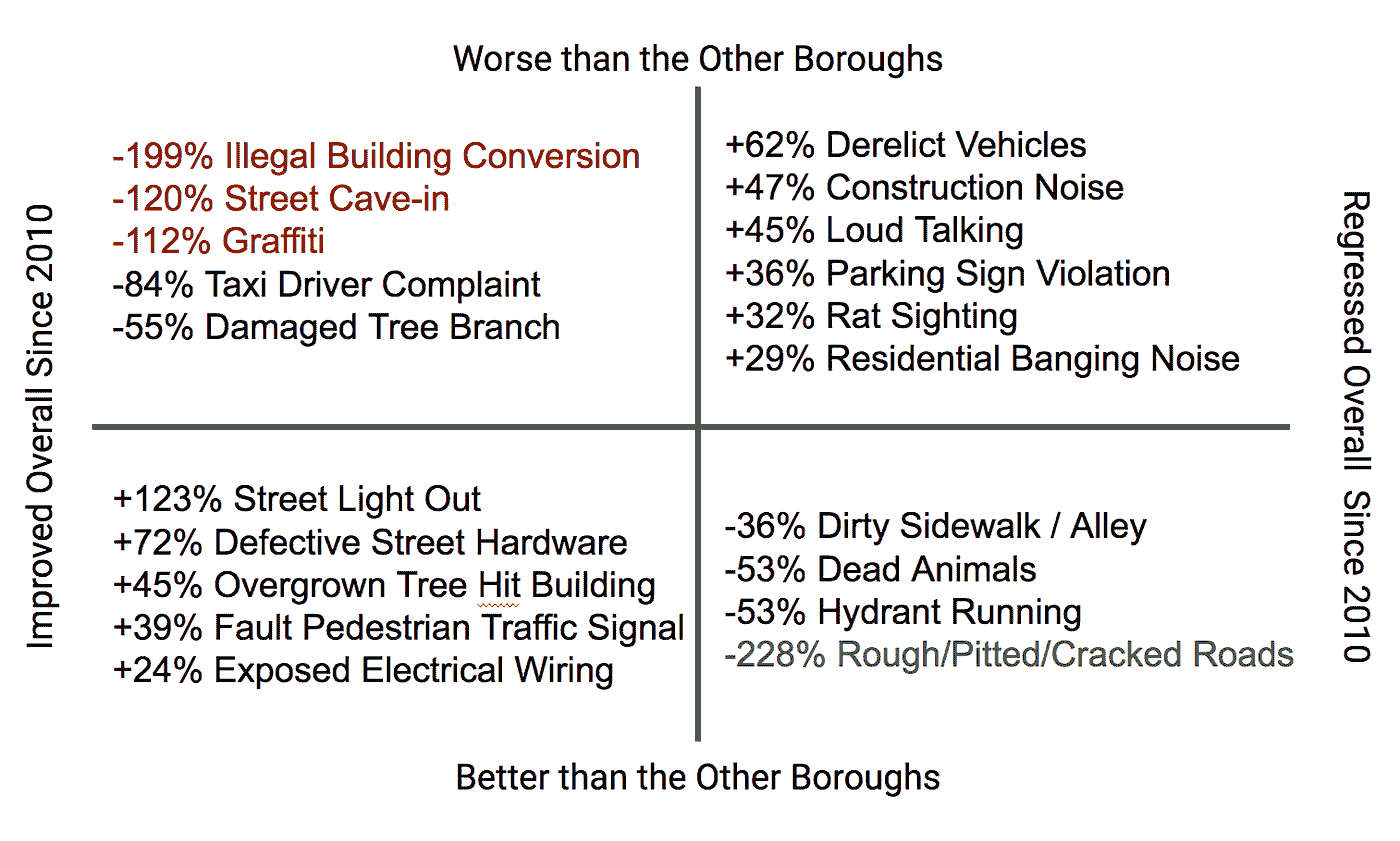 Worse than the Other Boroughs
Improved Overall Since 2010
-199% Illegal Building Conversion
-120% Street Cave-in
-112% Graffiti
-84% Taxi Driver Complaint
-55% Damaged Tree Branch
+62% Derelict Vehicles
+47% Construction Noise
+45% Loud Talking
+36% Parking Sign Violation
+32% Rat Sighting
+29% Residential Banging Noise
Regressed Overall Since 2010
+123% Street Light Out
+72% Defective Street Hardware
+45% Overgrown Tree Hit Building
+39% Fault Pedestrian Traffic Signal
+24% Exposed Electrical Wiring
-36% Dirty Sidewalk / Alley
-53% Dead Animals
-53% Hydrant Running
-228% Rough/Pitted/Cracked Roads
Better than the Other Boroughs